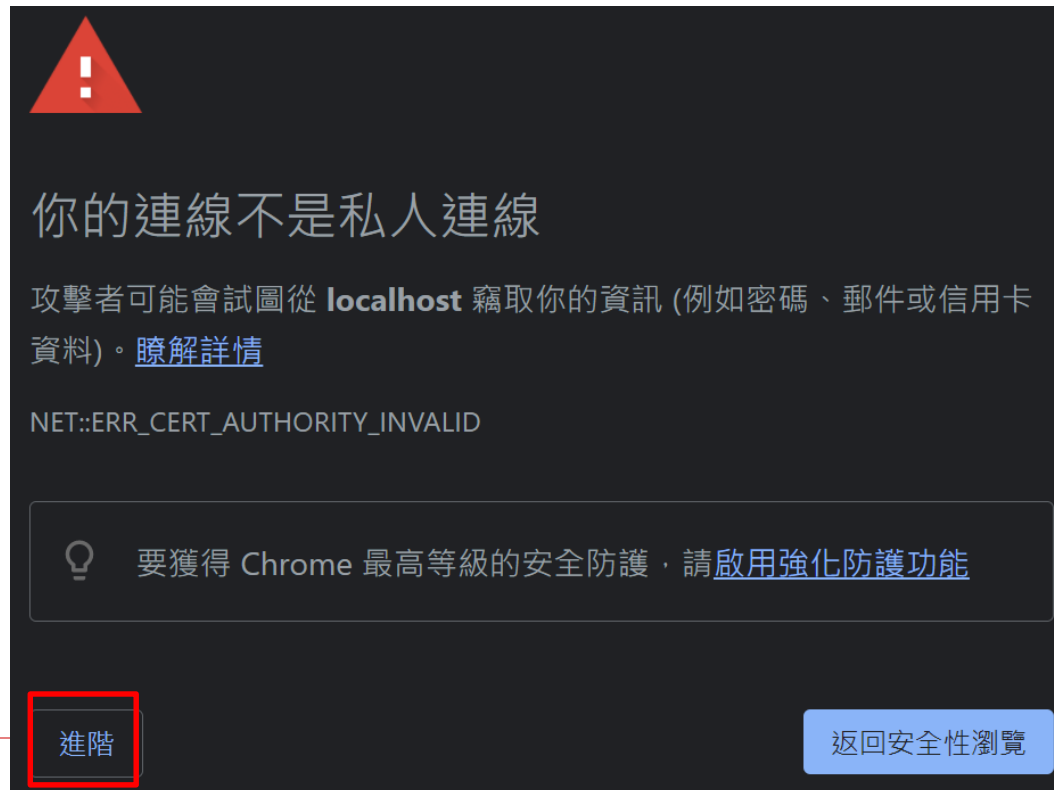 你的連線不是私人連線
攻擊者可能會試圖從 localhost 竊取你的資訊 (例如密碼、郵件或信用卡
資料)。瞭解詳情
NET::ERR_CERT_AUTHORITY_INVALID
要獲得 Chrome 最高等級的安全防護，請啟用強化防護功能
進階
返回安全性瀏覽